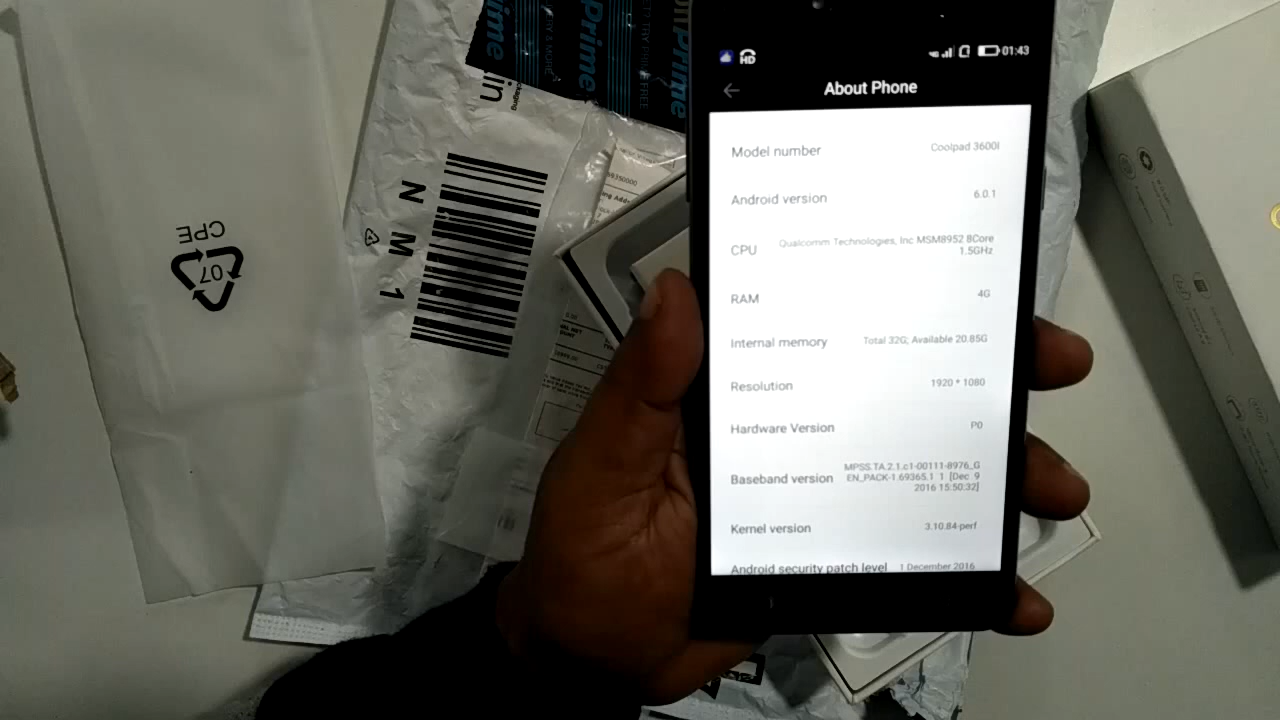 HD
01:43
About Phone
Model number
Coolpad 3600I
Android version
6.0.1
CPU
Qualcomm Technologies, Inc MSM8952 8Core
1.5GHz
RAM
4G
Internal memory
Total 32G; Available 20.85G
Resolution
1920 * 1080
Hardware Version
P0
Baseband version
MPSS.TA.2.1.c1-00111-8976_G
EN_PACK-1.69365.1 1 [Dec 9
2016 15:50:32]
Kernel version
3.10.84-perf
Android security patch level
1 December 2016
CPE
07
N M 1
Prime
prime
in